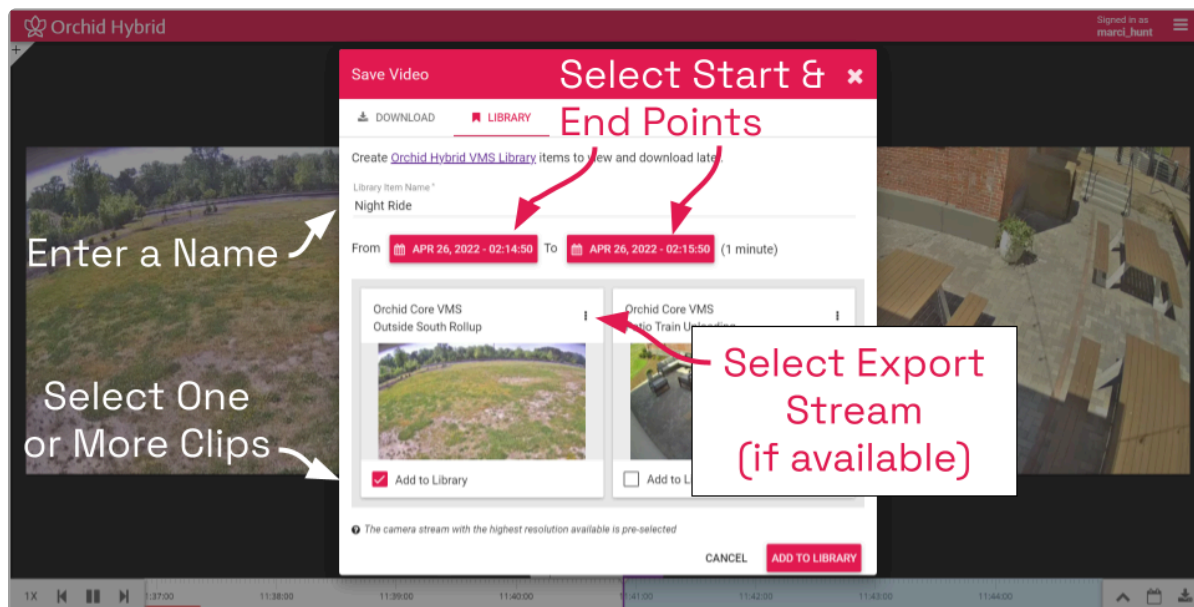 Orchid Hybrid
Signed in as
marci_hunt
Save Video
Select Start &
End Points
DOWNLOAD
LIBRARY
Create Orchid Hybrid VMS Library items to view and download later.
Library Item Name *
Night Ride
Enter a Name
From
APR 26, 2022 - 02:14:50
To
APR 26, 2022 - 02:15:50
(1 minute)
Orchid Core VMS
Outside South Rollup
Orchid Core VMS
Patio Train
Select Export
Stream
(if available)
Select One
or More Clips
Add to Library
Add to
The camera stream with the highest resolution available is pre-selected
CANCEL
ADD TO LIBRARY
1X
11:38:00
11:39:00
11:40:00
11:41:00
11:42:00
11:43:00
11:44:00